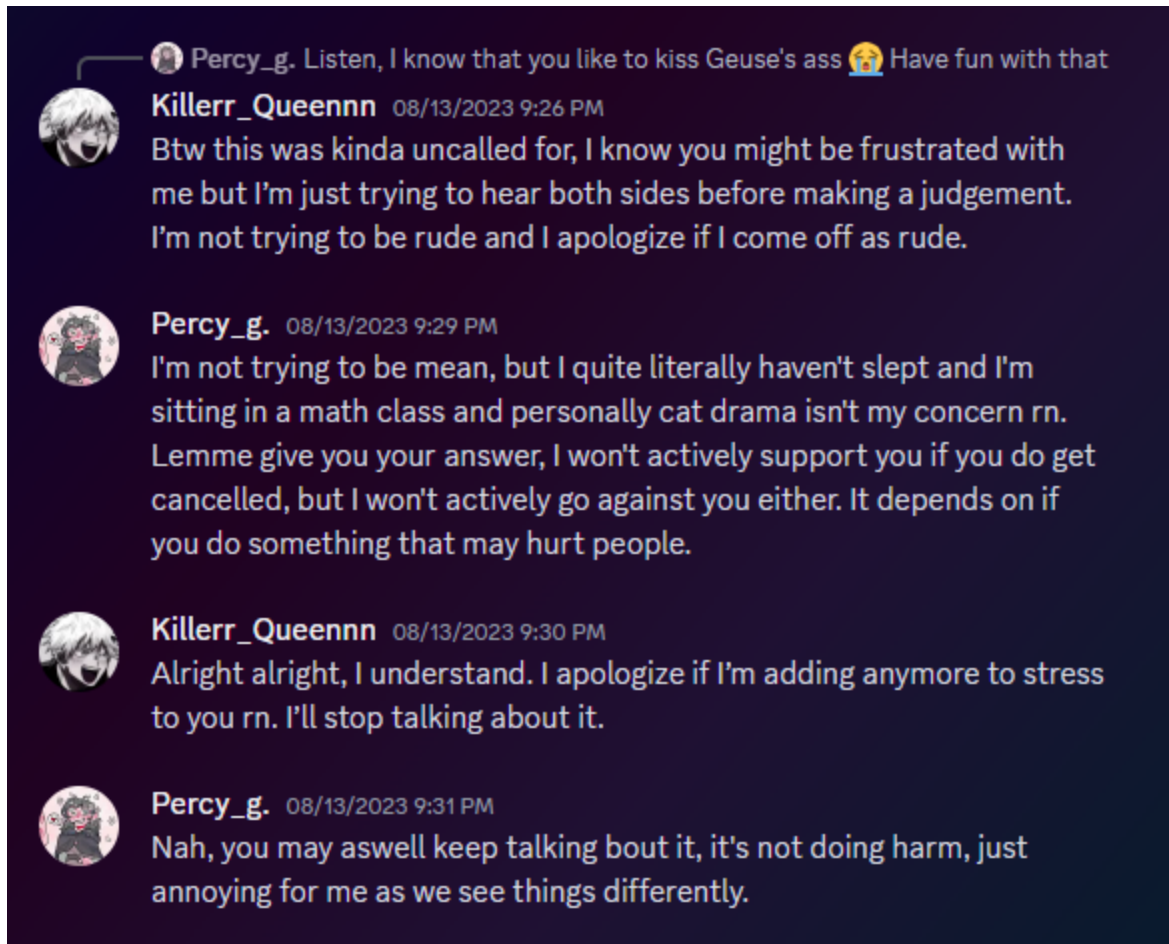 Percy_g. Listen, I know that you like to kiss Geuse's ass 😭 Have fun with that
Killerr_Queennn 08/13/2023 9:26 PM
Btw this was kinda uncalled for, I know you might be frustrated with
me but I’m just trying to hear both sides before making a judgement.
I’m not trying to be rude and I apologize if I come off as rude.
Percy_g. 08/13/2023 9:29 PM
I'm not trying to be mean, but I quite literally haven't slept and I'm
sitting in a math class and personally cat drama isn't my concern rn.
Lemme give you your answer, I won't actively support you if you do get
cancelled, but I won't actively go against you either. It depends on if
you do something that may hurt people.
Killerr_Queennn 08/13/2023 9:30 PM
Alright alright, I understand. I apologize if I’m adding anymore to stress
to you rn. I’ll stop talking about it.
Percy_g. 08/13/2023 9:31 PM
Nah, you may aswell keep talking bout it, it's not doing harm, just
annoying for me as we see things differently.